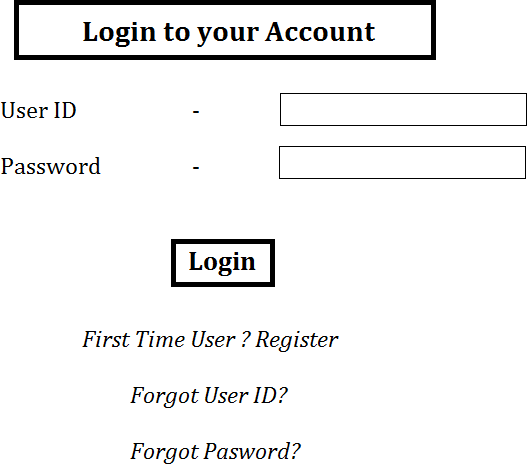 Login to your Account
User ID -
Password -
Login
First Time User ? Register
Forgot User ID?
Forgot Pasword?